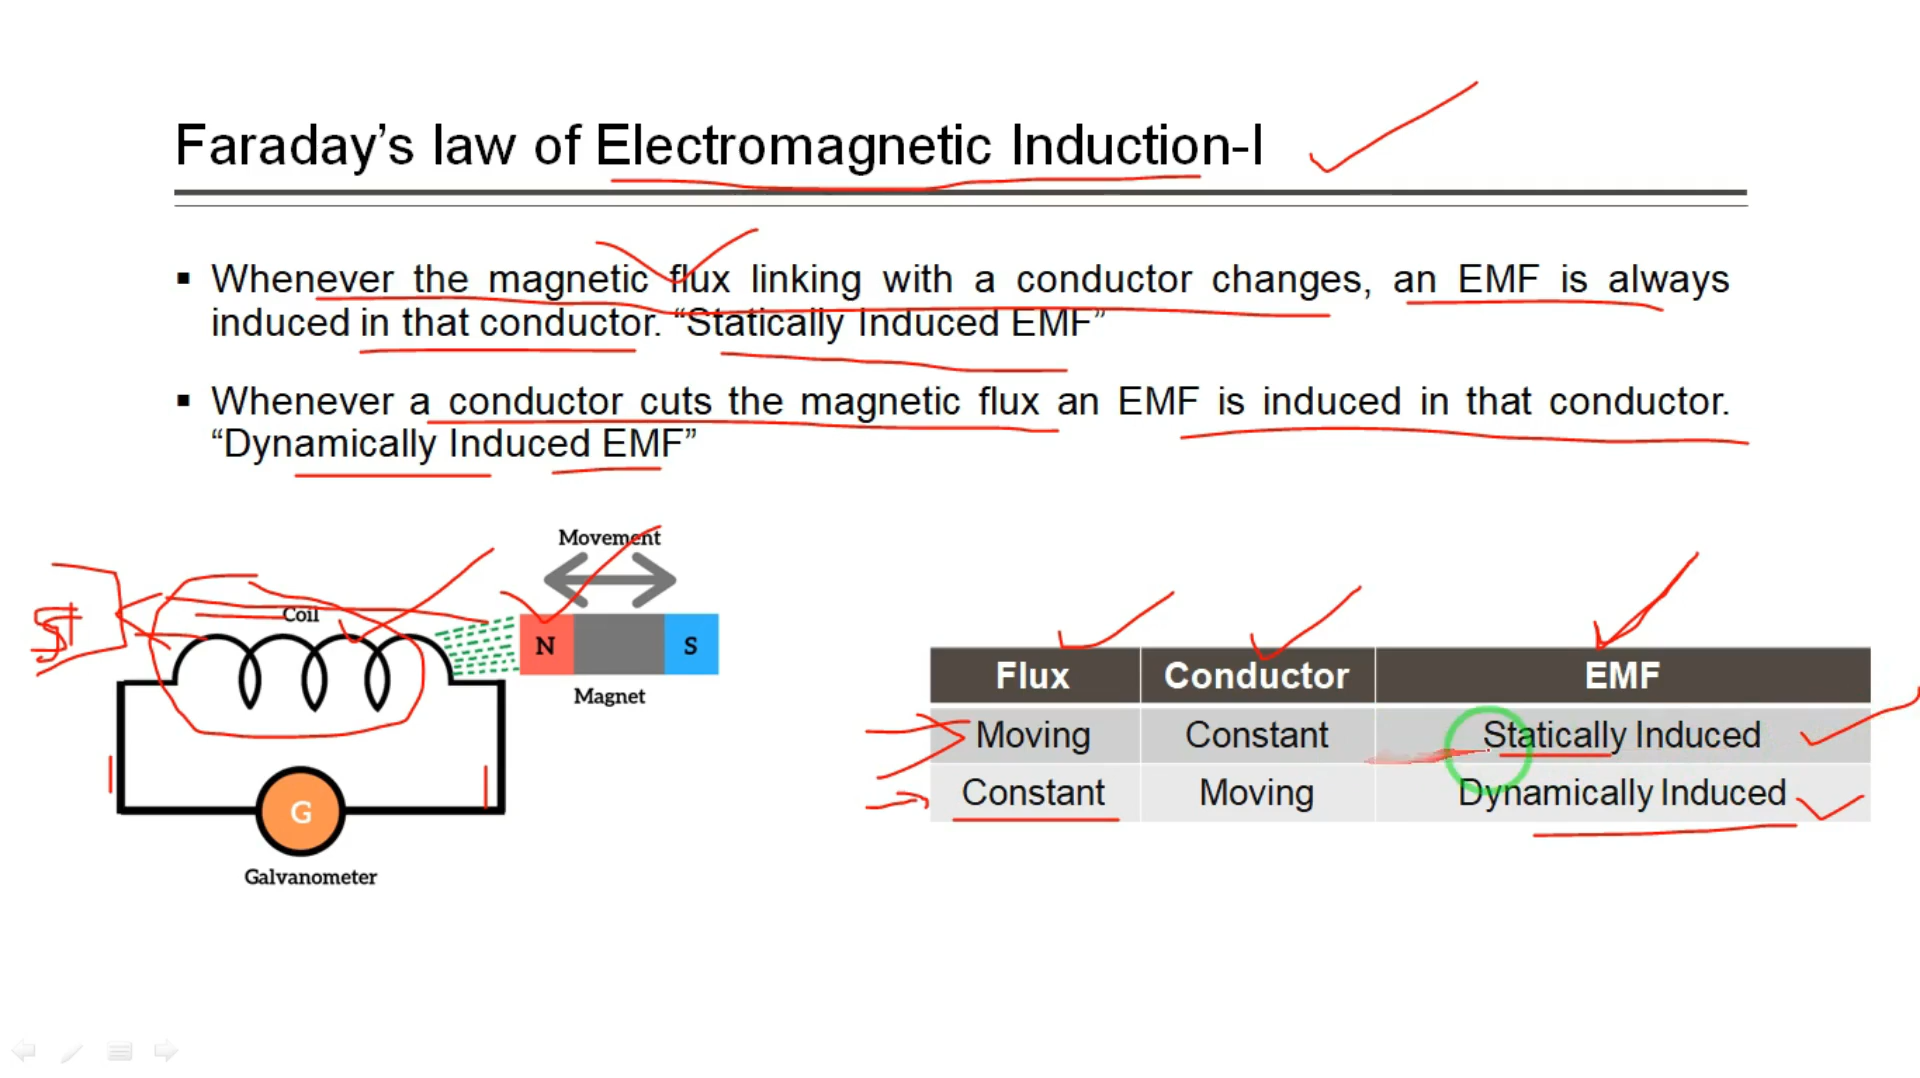 Faraday’s law of Electromagnetic Induction-I
▪ Whenever the magnetic flux linking with a conductor changes, an EMF is always
induced in that conductor. “Statically Induced EMF”
▪ Whenever a conductor cuts the magnetic flux an EMF is induced in that conductor.
“Dynamically Induced EMF”
Movement
Coil
N
S
Magnet
G
Galvanometer
Flux Conductor EMF
Moving Constant Statically Induced
Constant Moving Dynamically Induced